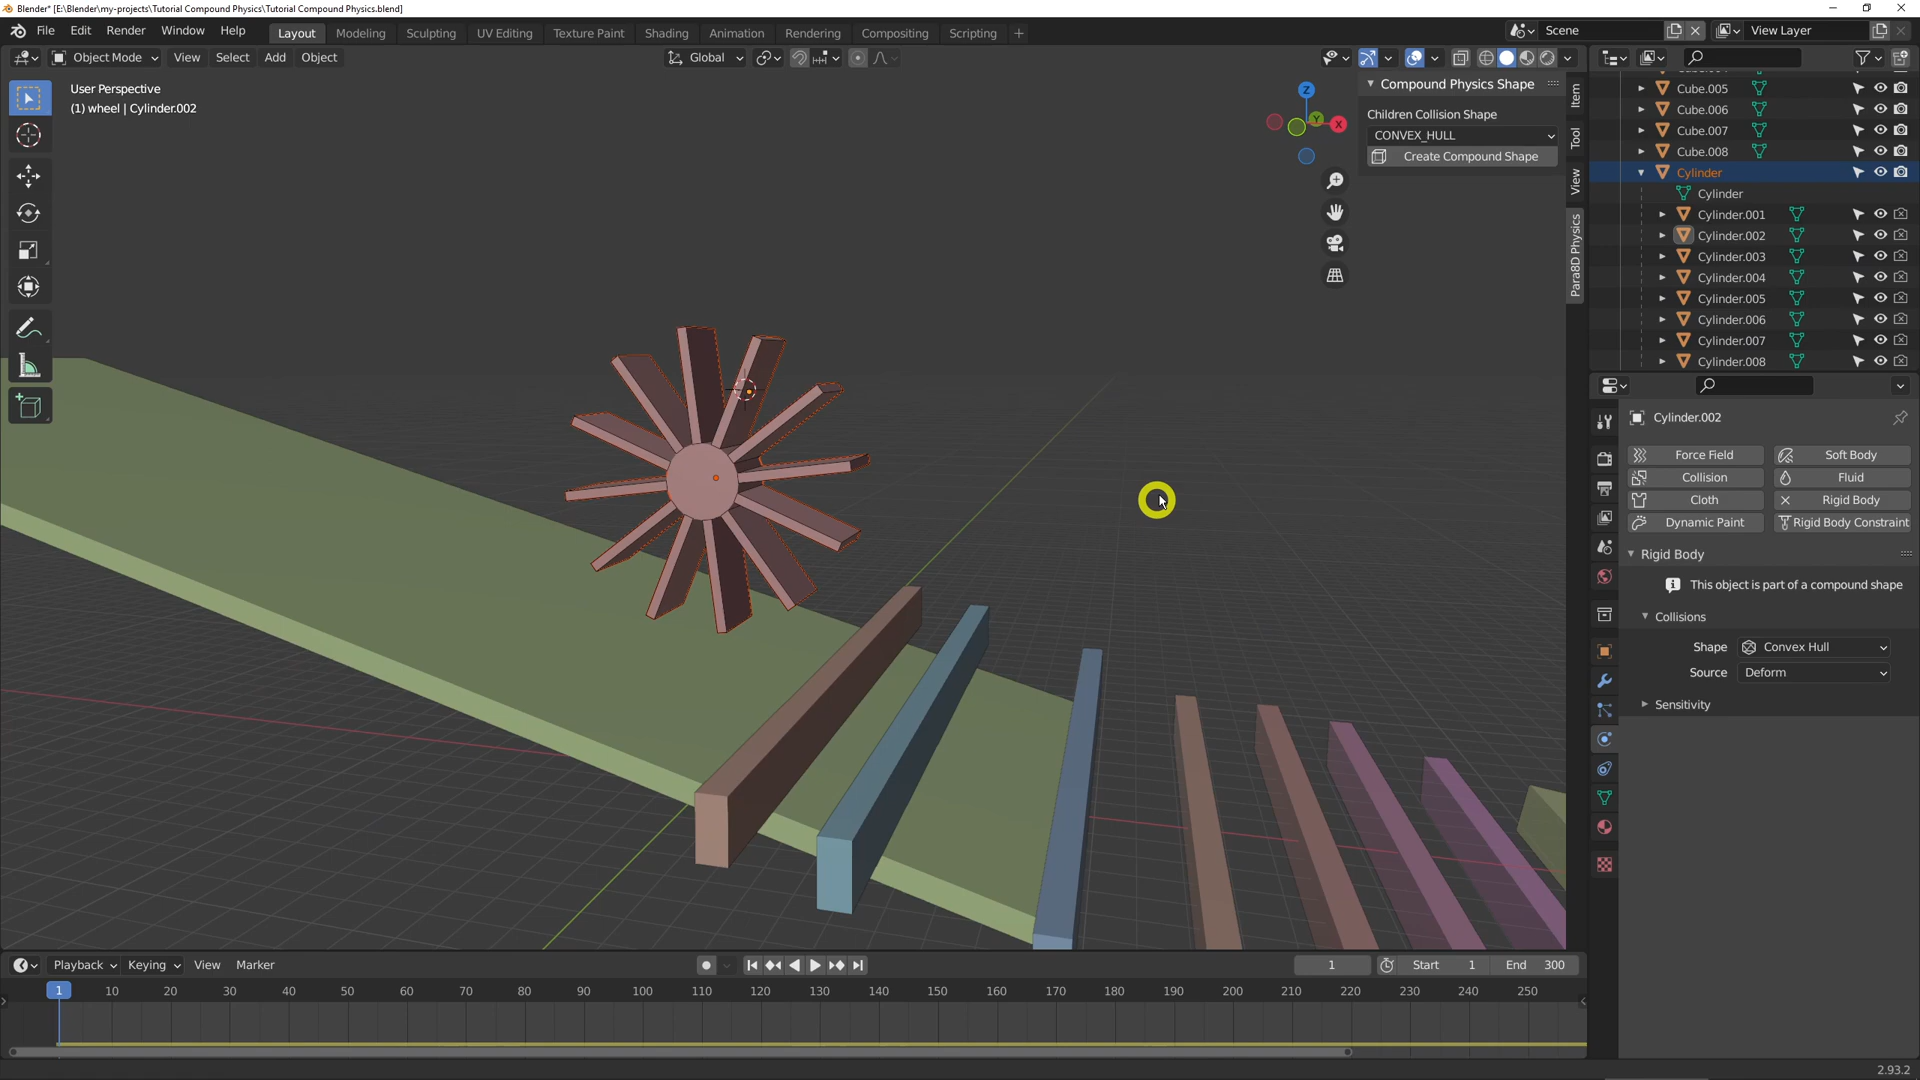 Blender* [E:\Blender\my-projects\Tutorial Compound Physics\Tutorial Compound Physics.blend]
File Edit Render Window Help Layout Modeling Sculpting UV Editing Texture Paint Shading Animation Rendering Compositing Scripting + Scene View Layer
Object Mode View Select Add Object Global
User Perspective
(1) wheel | Cylinder.002
Z
Y
X
Compound Physics Shape
Children Collision Shape
CONVEX_HULL
Create Compound Shape
Item
Tool
View
Para8D Physics
Cube.005
Cube.006
Cube.007
Cube.008
Cylinder
Cylinder
Cylinder.001
Cylinder.002
Cylinder.003
Cylinder.004
Cylinder.005
Cylinder.006
Cylinder.007
Cylinder.008
Cylinder.002
Force Field Soft Body
Collision Fluid
Cloth Rigid Body
Dynamic Paint Rigid Body Constraint
Rigid Body
This object is part of a compound shape
Collisions
Shape Convex Hull
Source Deform
Sensitivity
Playback Keying View Marker 1 Start 1 End 300
1 10 20 30 40 50 60 70 80 90 100 110 120 130 140 150 160 170 180 190 200 210 220 230 240 250
2.93.2